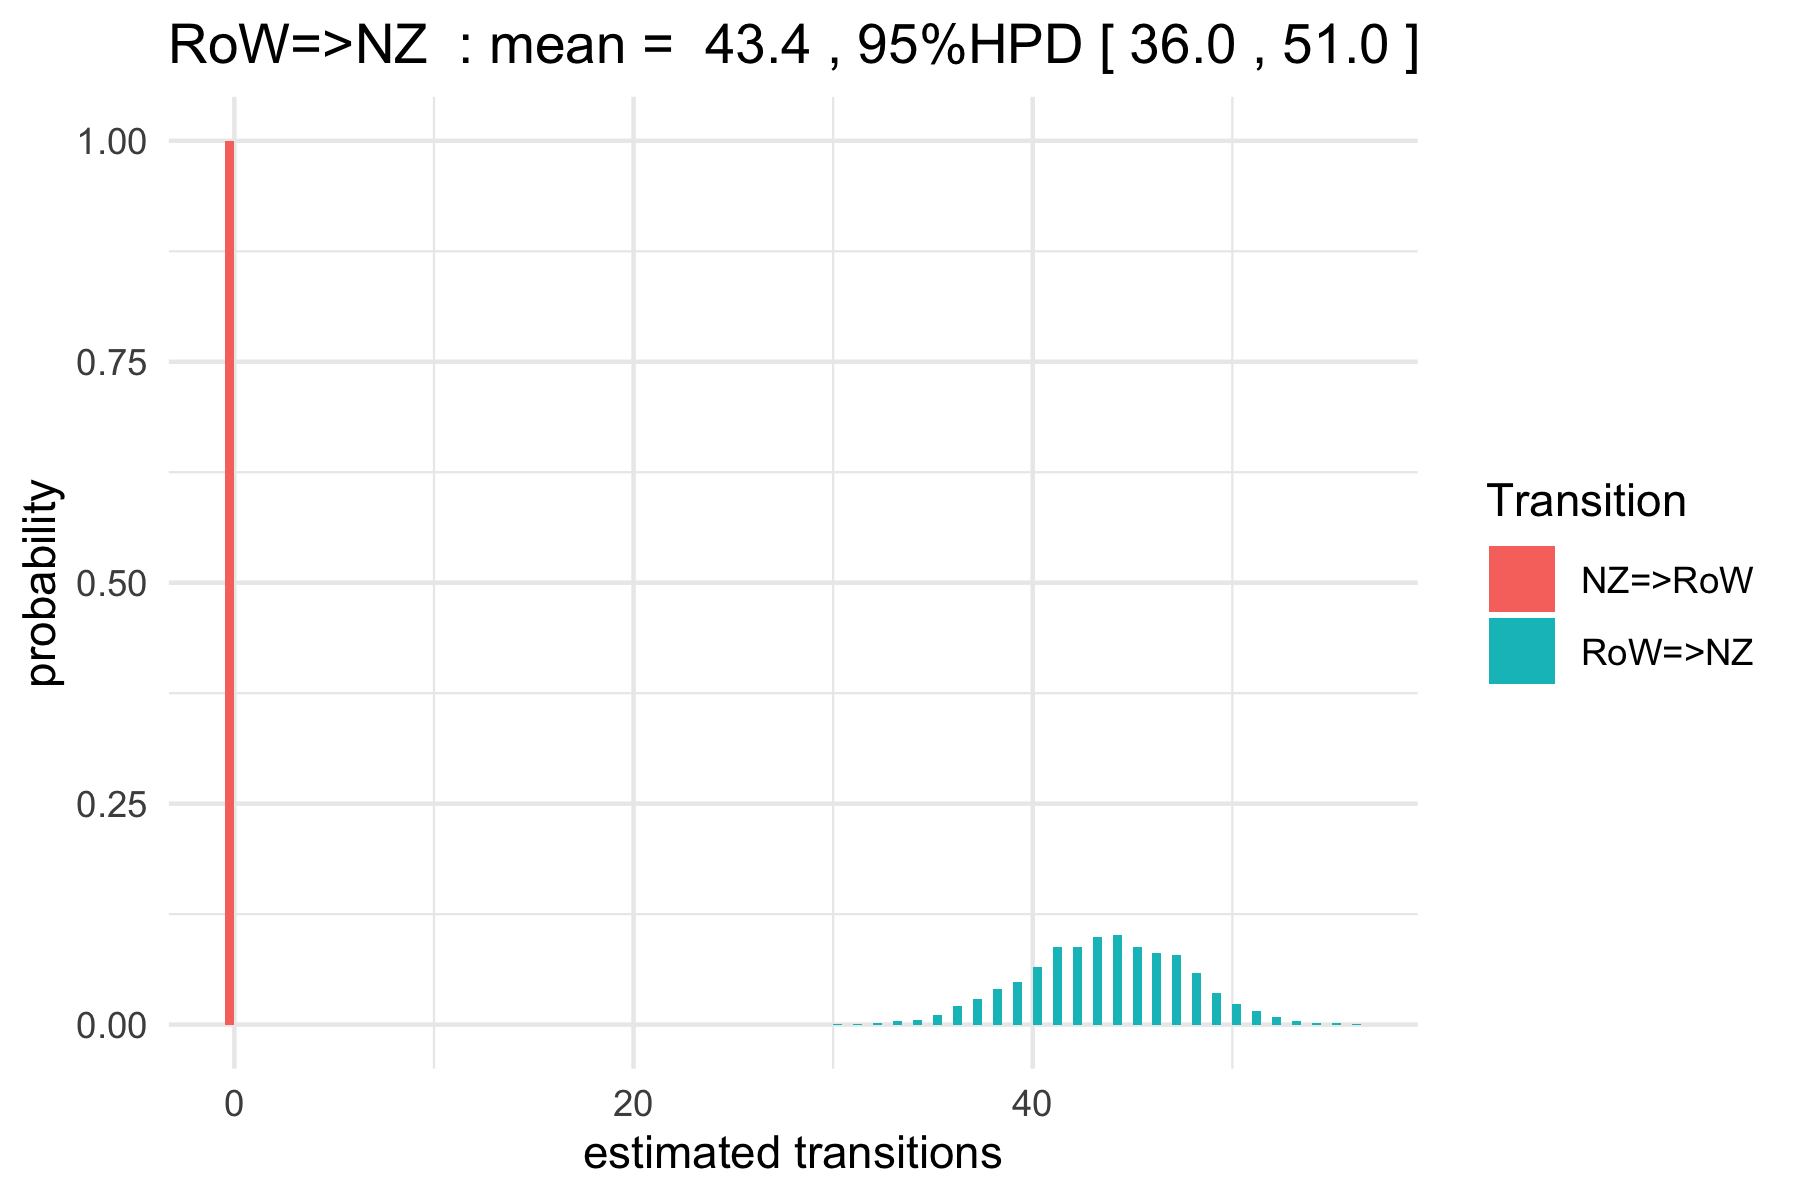 RoW=>NZ : mean = 43.4 , 95%HPD [ 36.0 , 51.0 ]
1.00
0.75
0.50
0.25
0.00
probability
0 20 40
estimated transitions
Transition
NZ=>RoW
RoW=>NZ